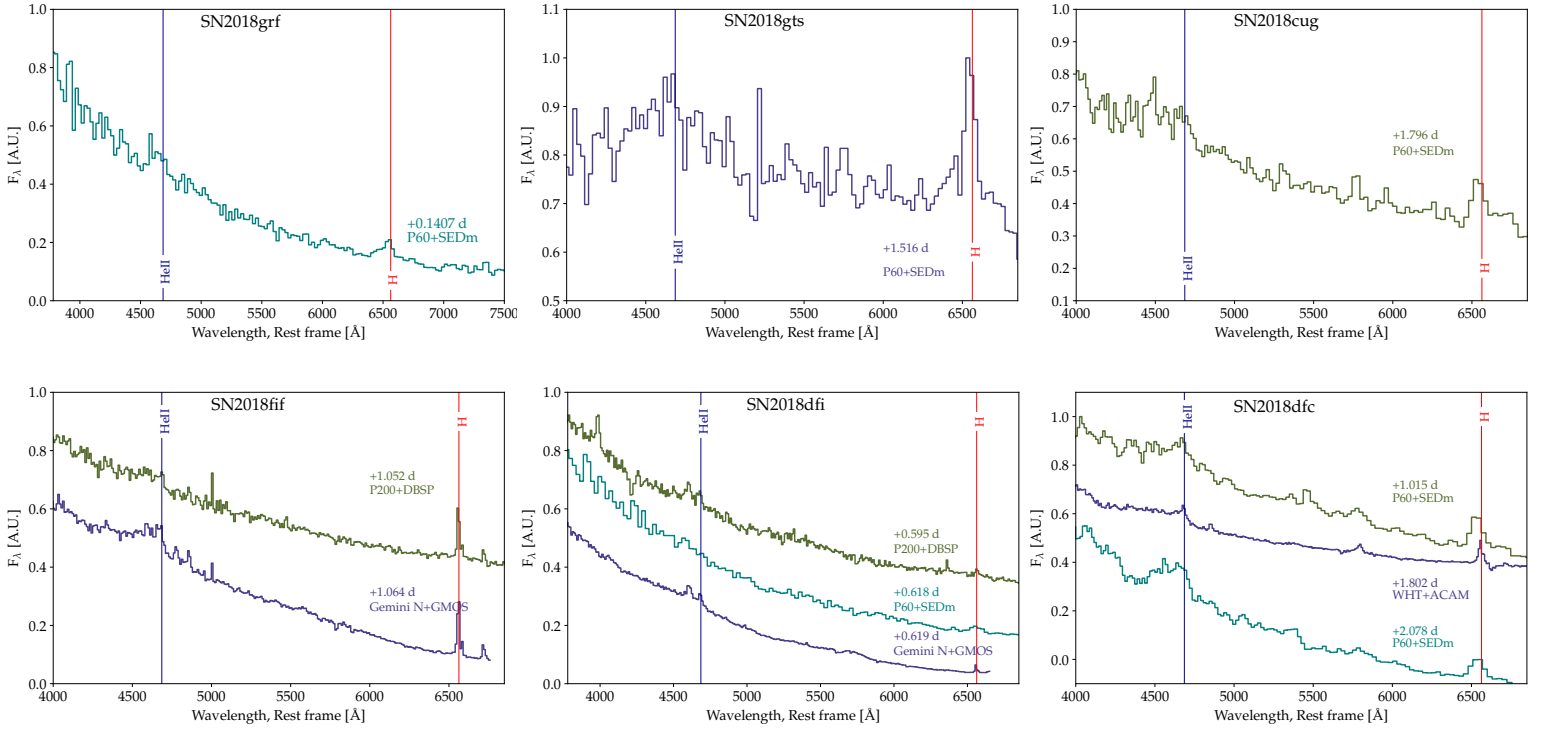 SN2018grf
F_λ [A.U.]
1.0
0.8
0.6
0.4
0.2
0.0
HeII
H
+0.1407 d
P60+SEDm
4000 4500 5000 5500 6000 6500 7000 7500
Wavelength, Rest frame [Å]
SN2018gts
F_λ [A.U.]
1.1
1.0
0.9
0.8
0.7
0.6
0.5
HeII
H
+1.516 d
P60+SEDm
4000 4500 5000 5500 6000 6500
Wavelength, Rest frame [Å]
SN2018cug
F_λ [A.U.]
1.0
0.9
0.8
0.7
0.6
0.5
0.4
0.3
0.2
0.1
HeII
H
+1.796 d
P60+SEDm
4000 4500 5000 5500 6000 6500
Wavelength, Rest frame [Å]
SN2018fif
F_λ [A.U.]
1.0
0.8
0.6
0.4
0.2
0.0
HeII
H
+1.052 d
P200+DBSP
+1.064 d
Gemini N+GMOS
4000 4500 5000 5500 6000 6500
Wavelength, Rest frame [Å]
SN2018dfi
F_λ [A.U.]
1.0
0.8
0.6
0.4
0.2
0.0
HeII
H
+0.595 d
P200+DBSP
+0.618 d
P60+SEDm
+0.619 d
Gemini N+GMOS
4000 4500 5000 5500 6000 6500
Wavelength, Rest frame [Å]
SN2018dfc
F_λ [A.U.]
1.0
0.8
0.6
0.4
0.2
0.0
HeII
H
+1.015 d
P60+SEDm
+1.802 d
WHT+ACAM
+2.078 d
P60+SEDm
4000 4500 5000 5500 6000 6500
Wavelength, Rest frame [Å]